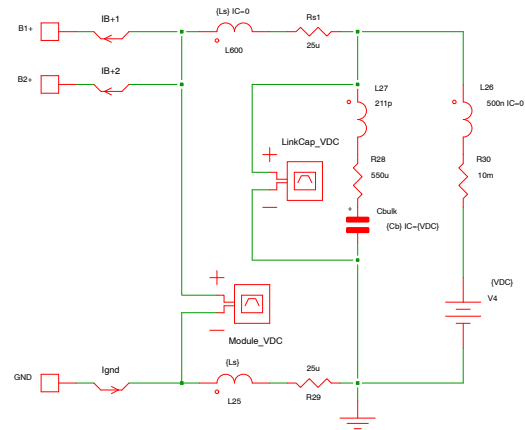 B1+ IB+1 {Ls} IC=0 Rs1
L600 25u
B2+ IB+2 L27 L26
211p 500n IC=0
LinkCap_VDC
+ R28 R30
550u 10m
− + Cbulk
{Cb} IC={VDC}
+ {VDC}
V4
− Module_VDC
GND Ignd {Ls} 25u
L25 R29